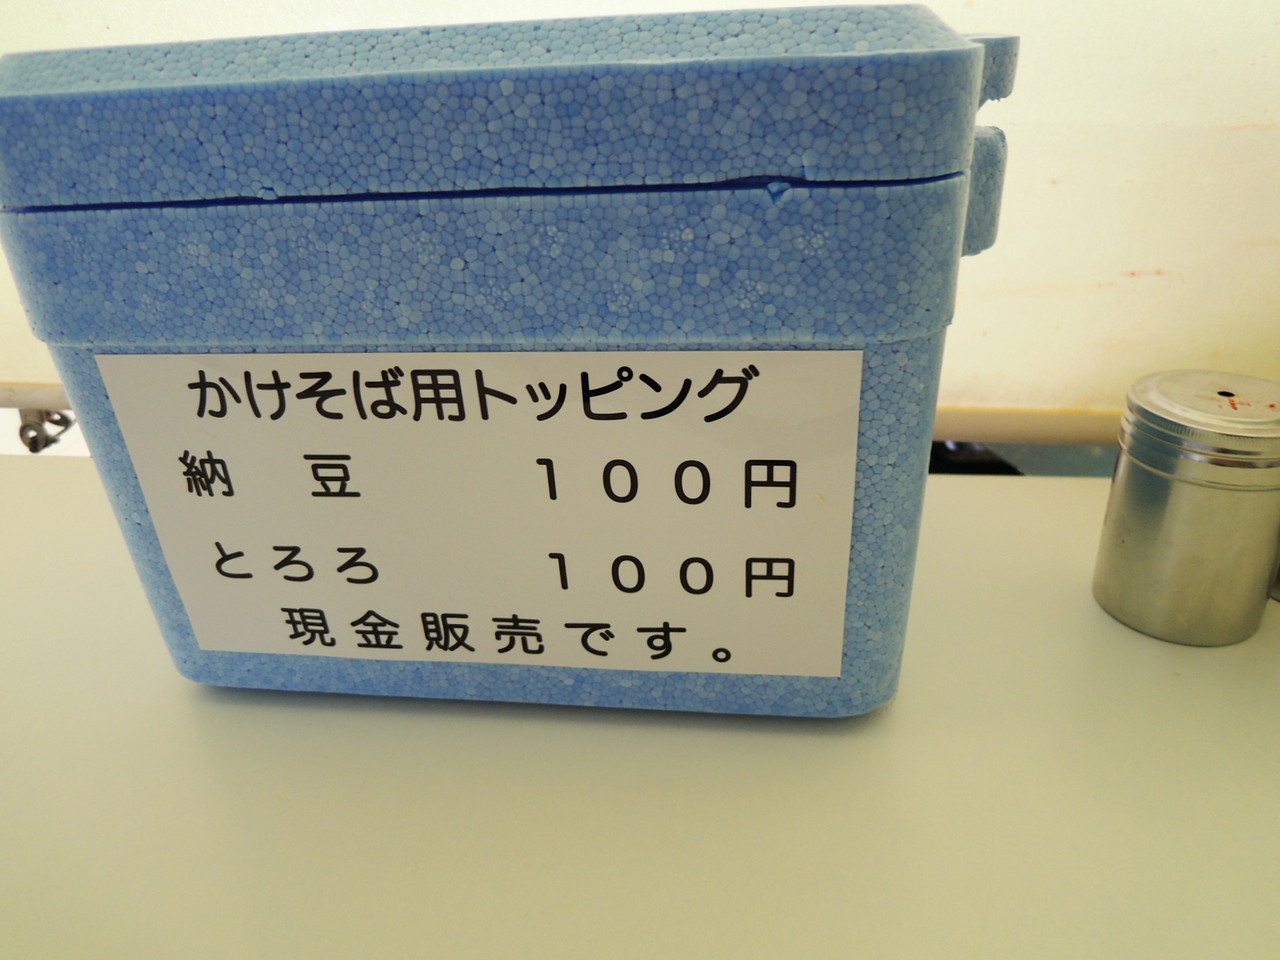 かけそば用トッピング
納　豆　　　１００円
とろろ　　　１００円
現金販売です。